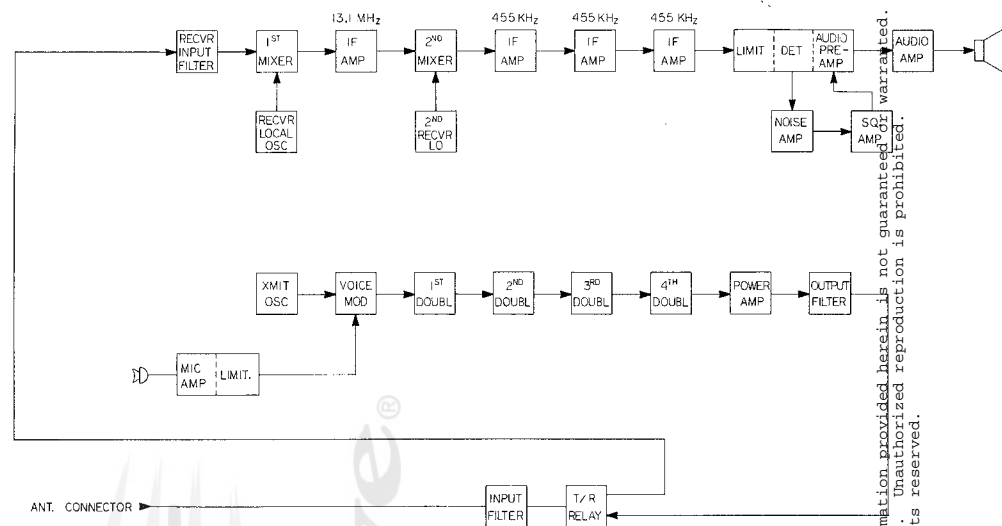 13.1 MHz
455 KHz
455 KHz
455 KHz
RECVR
INPUT
FILTER
1ST
MIXER
IF
AMP
2ND
MIXER
IF
AMP
IF
AMP
IF
AMP
LIMIT
DET
AUDIO
PRE-
AMP
AUDIO
AMP
RECVR
LOCAL
OSC
2ND
RECVR
LO
NOISE
AMP
SQ
AMP
XMIT
OSC
VOICE
MOD
1ST
DOUBL
2ND
DOUBL
3RD
DOUBL
4TH
DOUBL
POWER
AMP
OUTPUT
FILTER
MIC
AMP
LIMIT.
ANT. CONNECTOR
INPUT
FILTER
T/R
RELAY
mation provided herein is not guaranteed or warranted.
. Unauthorized reproduction is prohibited.
ts reserved.